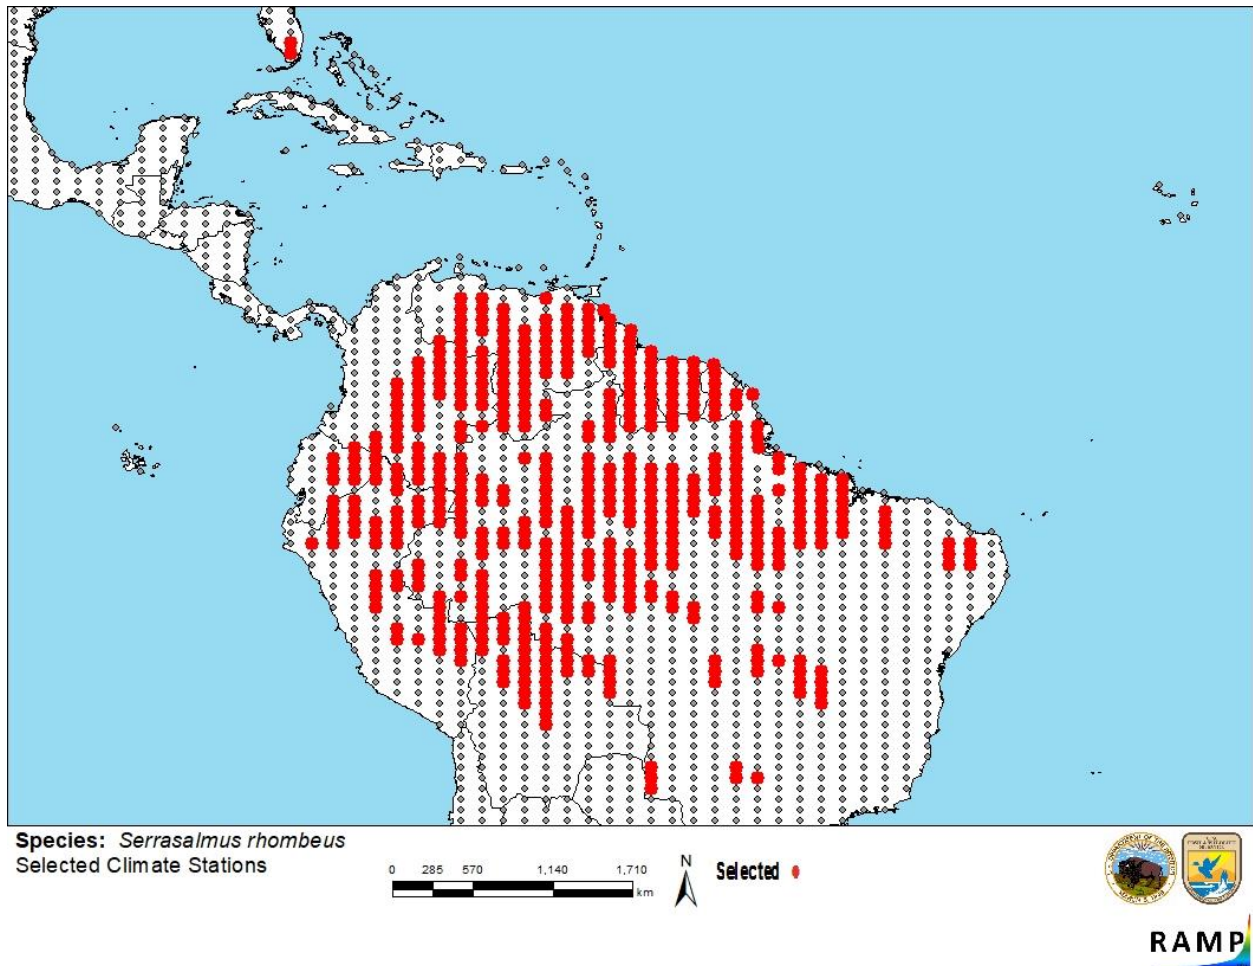 Species: Serrasalmus rhombeus
Selected Climate Stations
0 285 570 1,140 1,710
km
N
Selected
RAMP